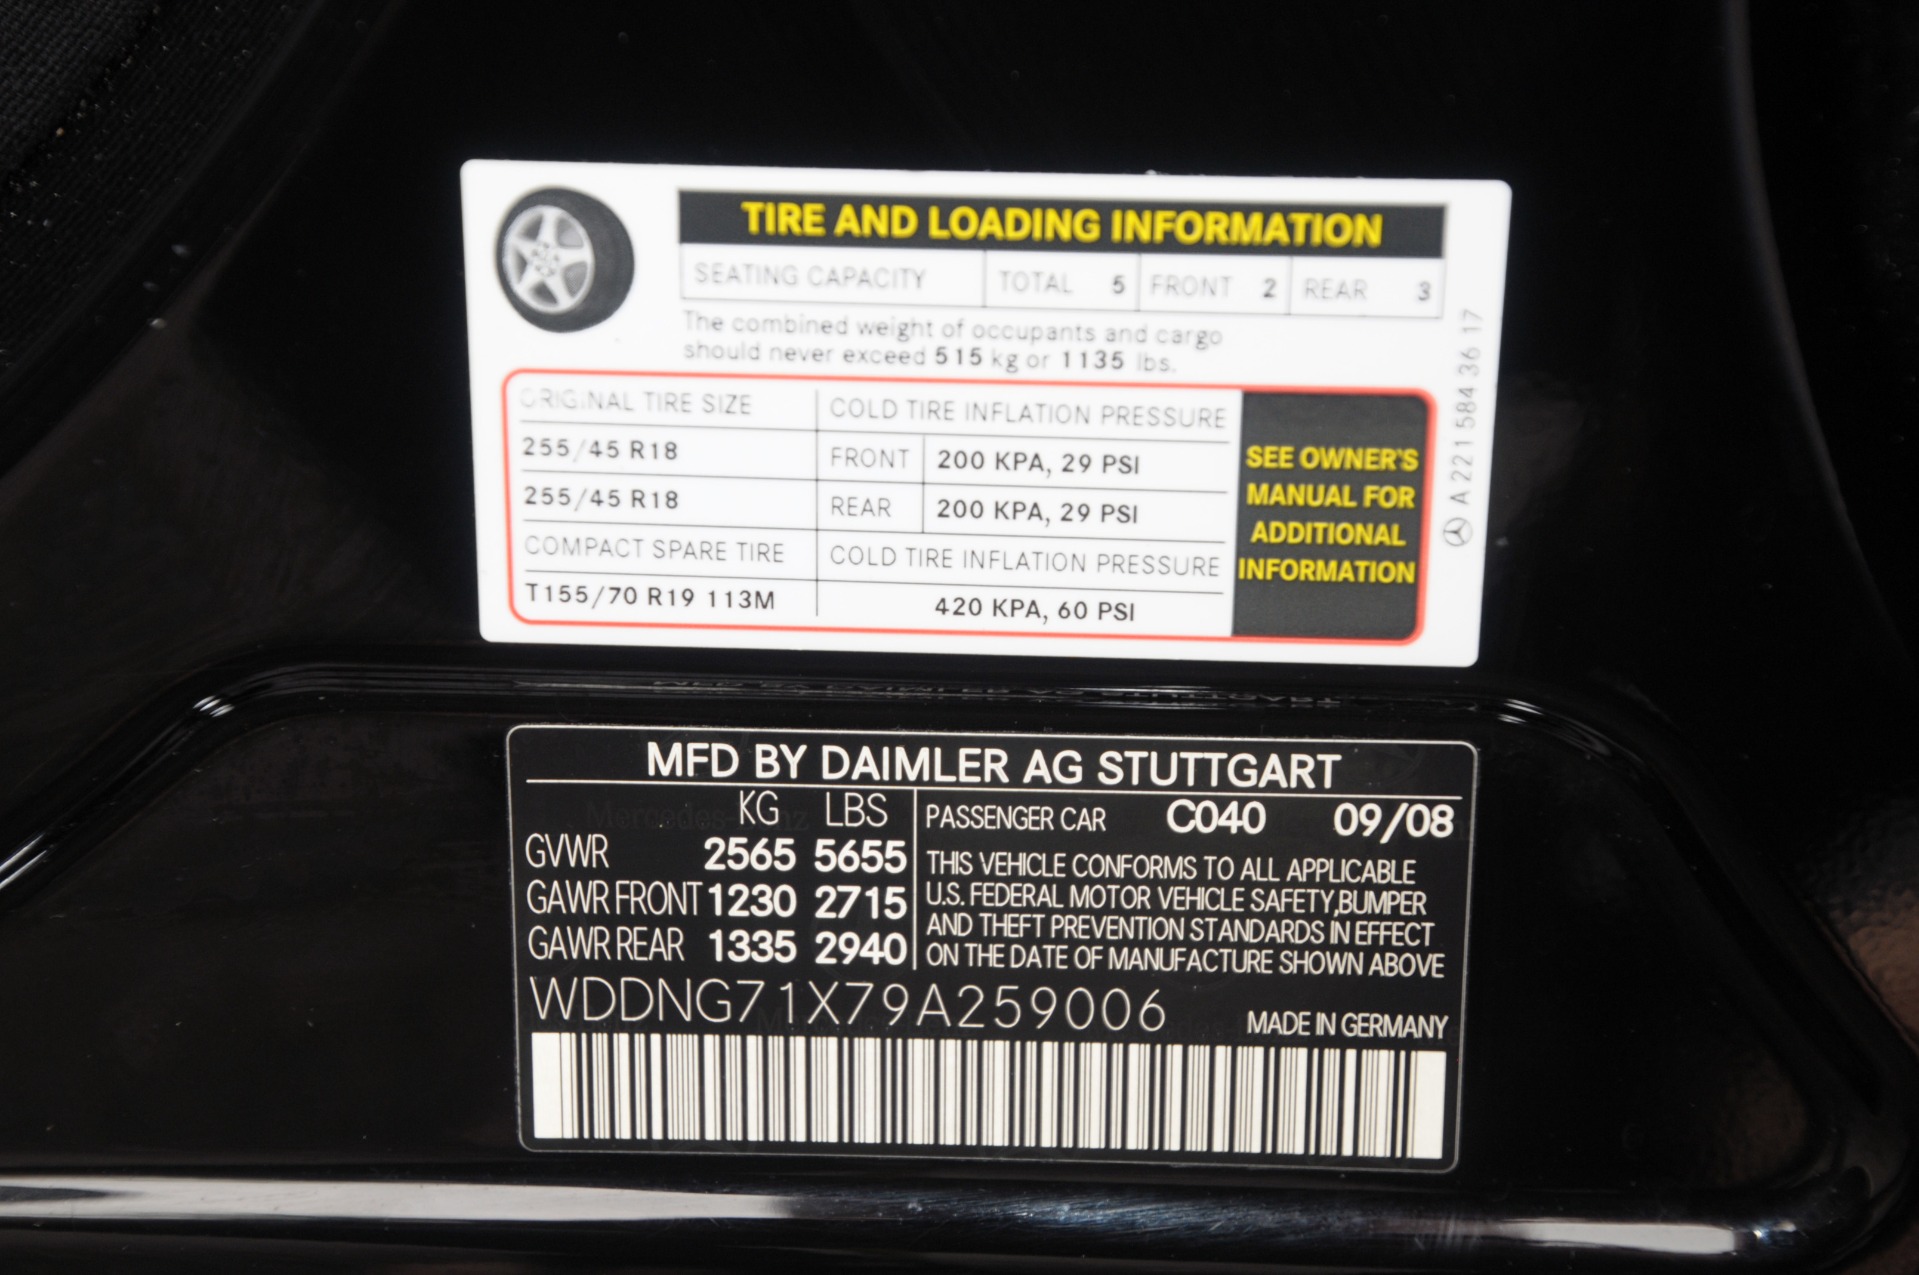 TIRE AND LOADING INFORMATION
SEATING CAPACITY TOTAL 5 FRONT 2 REAR 3
The combined weight of occupants and cargo
should never exceed 515 kg or 1135 lbs.
ORIGINAL TIRE SIZE COLD TIRE INFLATION PRESSURE
255/45 R18 FRONT 200 KPA, 29 PSI
255/45 R18 REAR 200 KPA, 29 PSI
COMPACT SPARE TIRE COLD TIRE INFLATION PRESSURE
T155/70 R19 113M 420 KPA, 60 PSI
SEE OWNER'S
MANUAL FOR
ADDITIONAL
INFORMATION
A 221 584 36 17
MFD BY DAIMLER AG STUTTGART
KG LBS
GVWR 2565 5655
GAWR FRONT 1230 2715
GAWR REAR 1335 2940
PASSENGER CAR C040 09/08
THIS VEHICLE CONFORMS TO ALL APPLICABLE
U.S. FEDERAL MOTOR VEHICLE SAFETY,BUMPER
AND THEFT PREVENTION STANDARDS IN EFFECT
ON THE DATE OF MANUFACTURE SHOWN ABOVE
WDDNG71X79A259006
MADE IN GERMANY